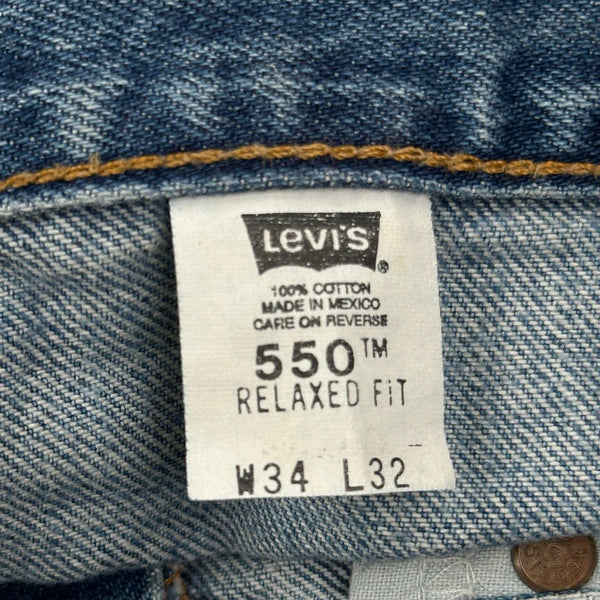 Levi's ®
100% COTTON
MADE IN MEXICO
CARE ON REVERSE
550™
RELAXED FIT
W34 L32